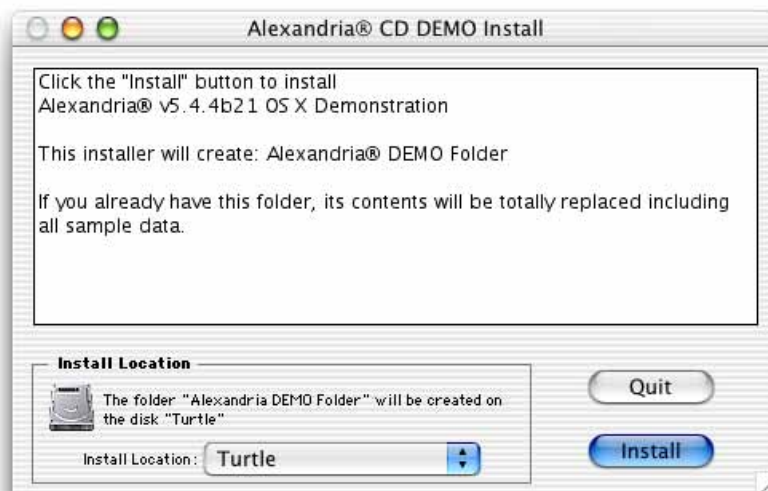 Alexandria® CD DEMO Install
Click the "Install" button to install
Alexandria® v5.4.4b21 OS X Demonstration
This installer will create: Alexandria® DEMO Folder
If you already have this folder, its contents will be totally replaced including
all sample data.
Install Location
The folder "Alexandria DEMO Folder" will be created on
the disk "Turtle"
Install Location: Turtle
Quit
Install